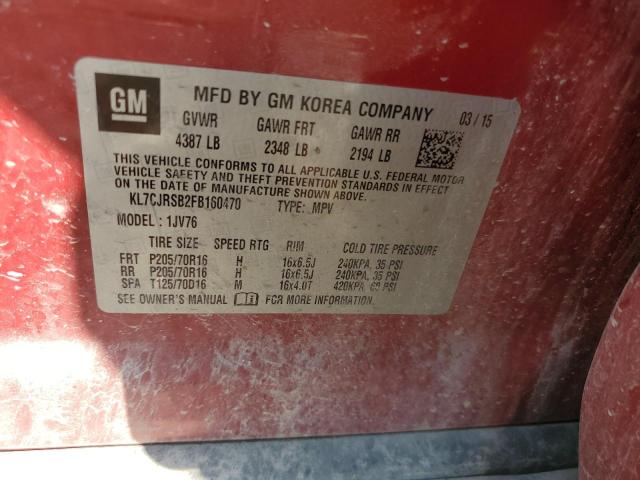 GM
MFD BY GM KOREA COMPANY 03 / 15
GVWR GAWR FRT GAWR RR
4387 LB 2348 LB 2194 LB
THIS VEHICLE CONFORMS TO ALL APPLICABLE U.S. FEDERAL MOTOR
VEHICLE SAFETY AND THEFT PREVENTION STANDARDS IN EFFECT
ON THE DATE OF MANUFACTURE SHOWN ABOVE.
KL7CJRSB2FB160470 TYPE: MPV
MODEL: 1JV76
TIRE SIZE SPEED RTG RIM COLD TIRE PRESSURE
FRT P205/70R16 H 16x6.5J 240KPA, 35 PSI
RR P205/70R16 H 16x6.5J 240KPA, 35 PSI
SPA T125/70D16 M 16x4.0T 420KPA, 60 PSI
SEE OWNER'S MANUAL FOR MORE INFORMATION.